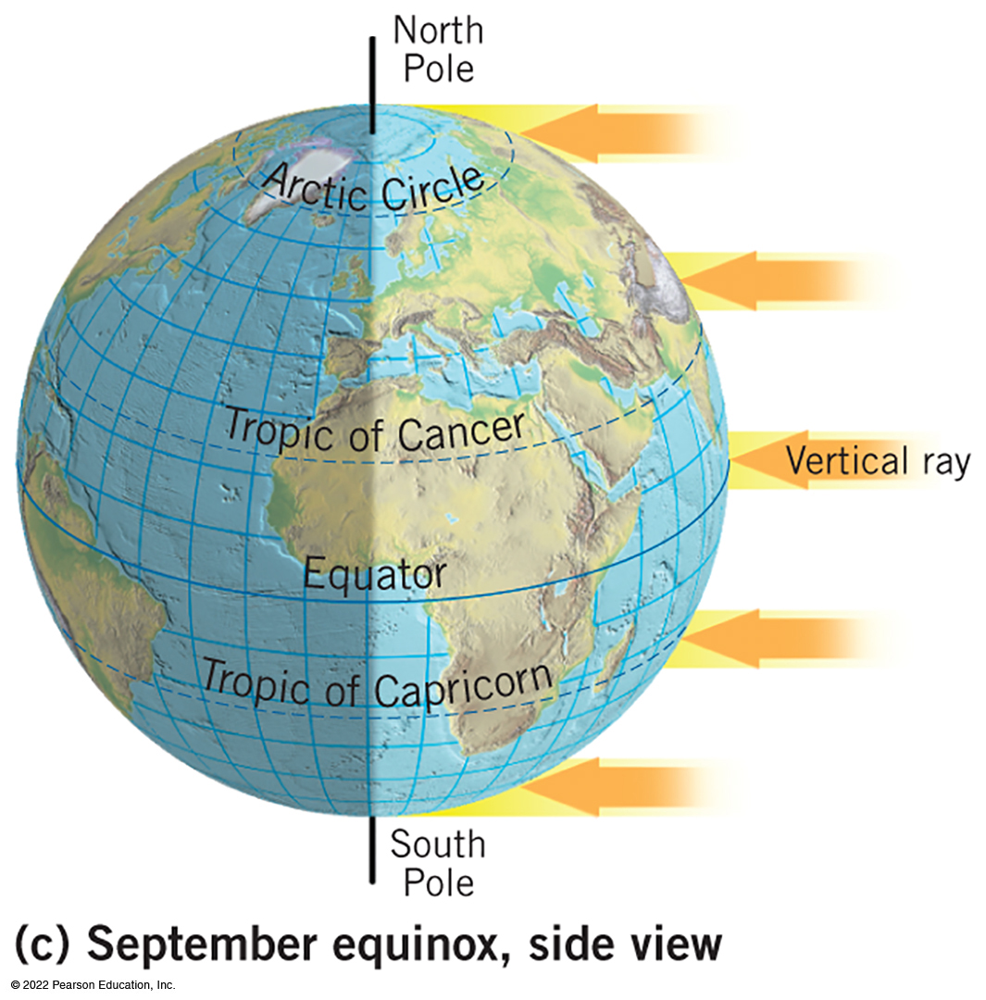 North
Pole
Arctic Circle
Tropic of Cancer
Vertical ray
Equator
Tropic of Capricorn
South
Pole
(c) September equinox, side view
© 2022 Pearson Education, Inc.